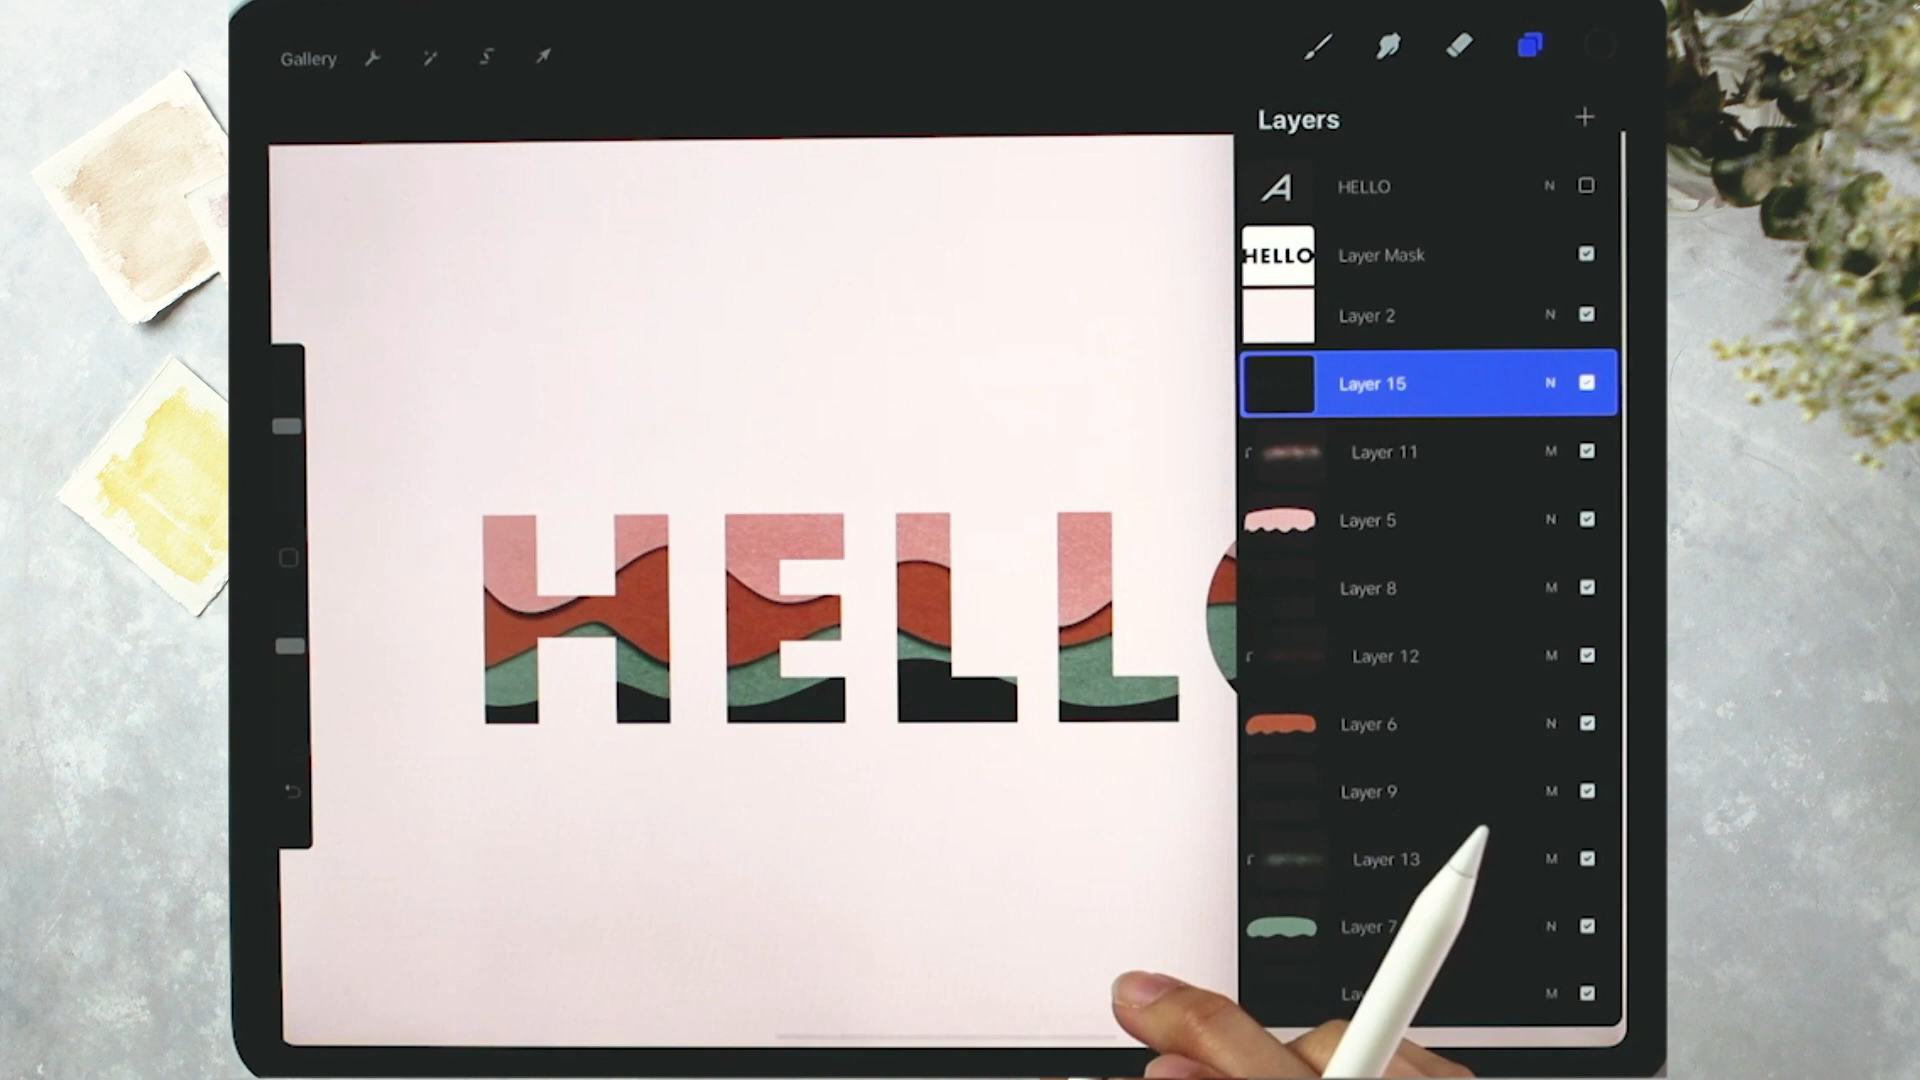 Gallery
Layers
A HELLO N
HELLO Layer Mask
Layer 2 N
Layer 15 N
Layer 11 M
Layer 5 N
Layer 8 M
Layer 12 M
Layer 6 N
Layer 9 M
Layer 13 M
Layer 7 N
M
HELLO